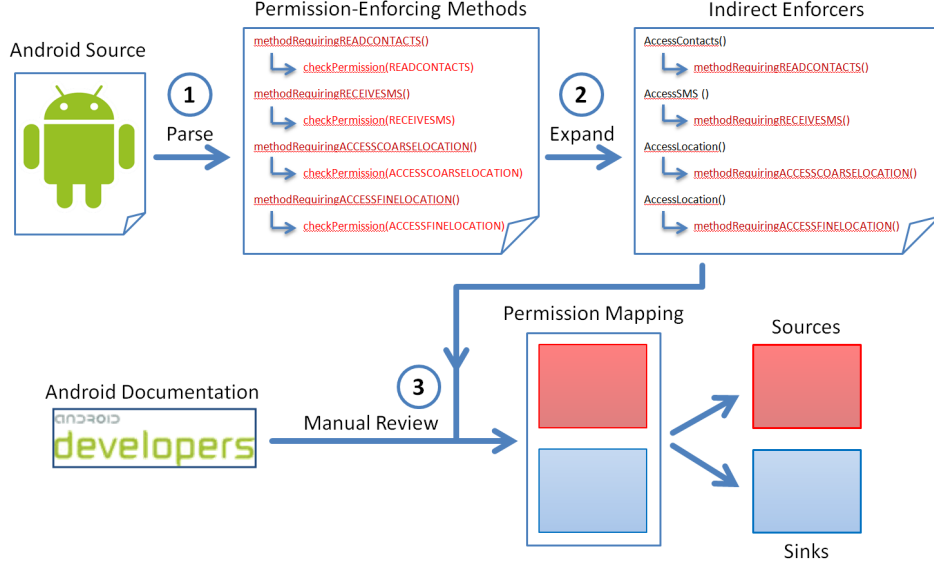 Permission-Enforcing Methods
Indirect Enforcers
Android Source
methodRequiringREADCONTACTS()
checkPermission(READCONTACTS)
methodRequiringRECEIVESMS()
checkPermission(RECEIVESMS)
methodRequiringACCESSCOARSELOCATION()
checkPermission(ACCESSCOARSELOCATION)
methodRequiringACCESSFINELOCATION()
checkPermission(ACCESSFINELOCATION)
AccessContacts()
methodRequiringREADCONTACTS()
AccessSMS ()
methodRequiringRECEIVESMS()
AccessLocation()
methodRequiringACCESSCOARSELOCATION()
AccessLocation()
methodRequiringACCESSFINELOCATION()
1
Parse
2
Expand
Permission Mapping
Sources
Android Documentation
android
developers
3
Manual Review
Sinks